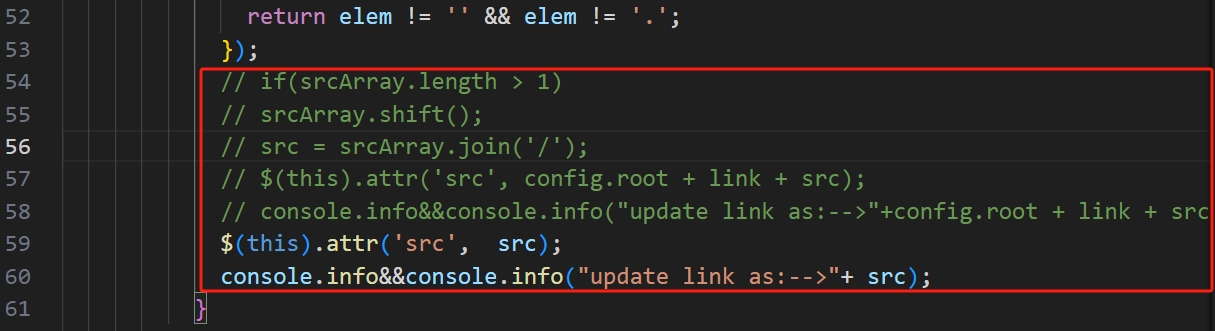 52 return elem != '' && elem != '.';
53 });
54 // if(srcArray.length > 1)
55 // srcArray.shift();
56 // src = srcArray.join('/');
57 // $(this).attr('src', config.root + link + src);
58 // console.info&&console.info("update link as:-->"+config.root + link + src
59 $(this).attr('src',  src);
60 console.info&&console.info("update link as:-->"+ src);
61 }